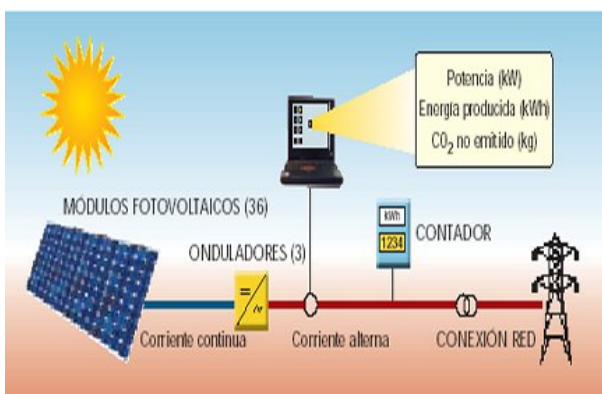 Potencia (kW)
Energía producida (kWh)
CO2 no emitido (kg)
MÓDULOS FOTOVOLTAICOS (36)
ONDULADORES (3)
kWh
1234
CONTADOR
Corriente continua
Corriente alterna
CONEXIÓN RED